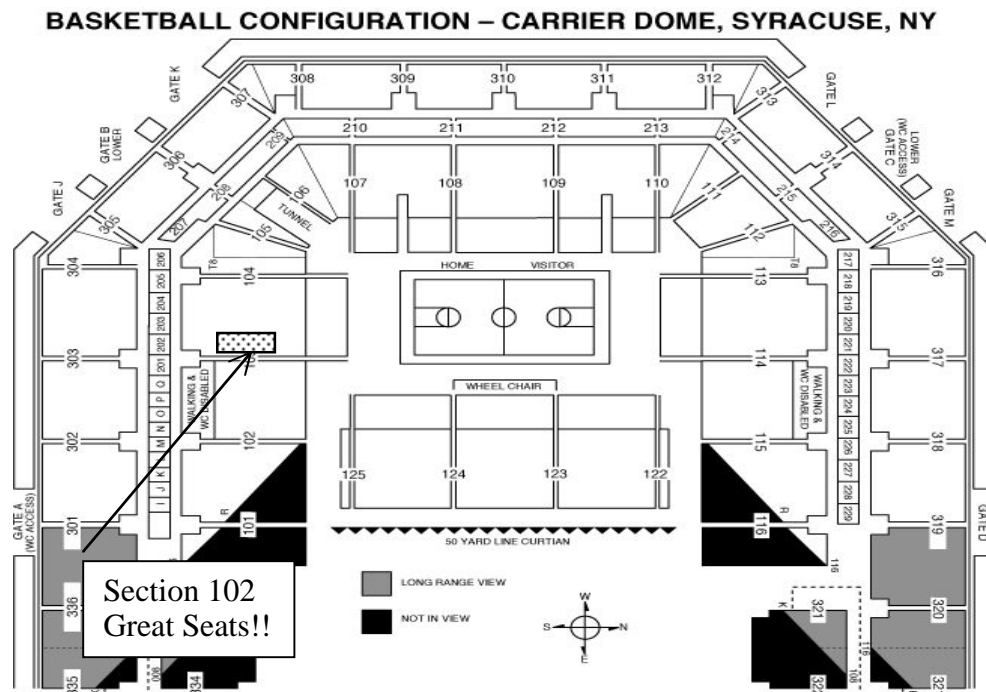 BASKETBALL CONFIGURATION – CARRIER DOME, SYRACUSE, NY
308
309
310
311
312
GATE K
GATE L
307
313
210
211
212
213
GATE B
LOWER
LOWER
(WC ACCESS)
GATE C
306
209
214
314
GATE J
GATE M
305
208
106
107
108
109
110
111
215
315
207
TUNNEL
105
112
216
304
206
T8
104
HOME
VISITOR
113
T8
217
316
205
218
204
219
203
220
303
202
114
221
317
201
222
Q
WALKING &
WC DISABLED
WHEEL CHAIR
WALKING &
WC DISABLED
223
P
224
O
225
N
302
M
102
115
226
318
227
K
125
124
123
122
228
J
229
I
GATE A
(WC ACCESS)
301
R
101
116
R
319
GATE D
50 YARD LINE CURTIAN
116
Section 102
Great Seats!!
LONG RANGE VIEW
NOT IN VIEW
W
S
N
E
336
K
321
320
116
108
335
334